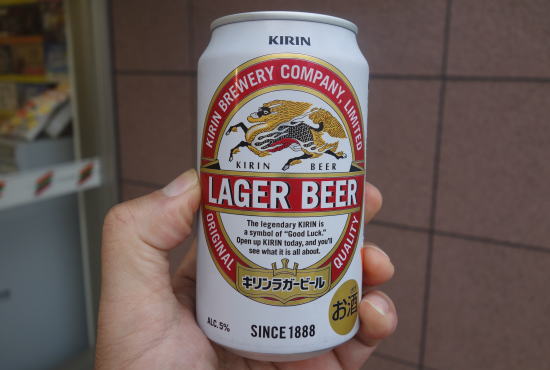 KIRIN
KIRIN BREWERY COMPANY, LIMITED
KIRIN BEER
LAGER BEER
The legendary KIRIN is
a symbol of "Good Luck."
Open up KIRIN today, and you'll
see what it is all about.
ORIGINAL QUALITY
キリンラガービール
お酒
ALC.5%
SINCE1888